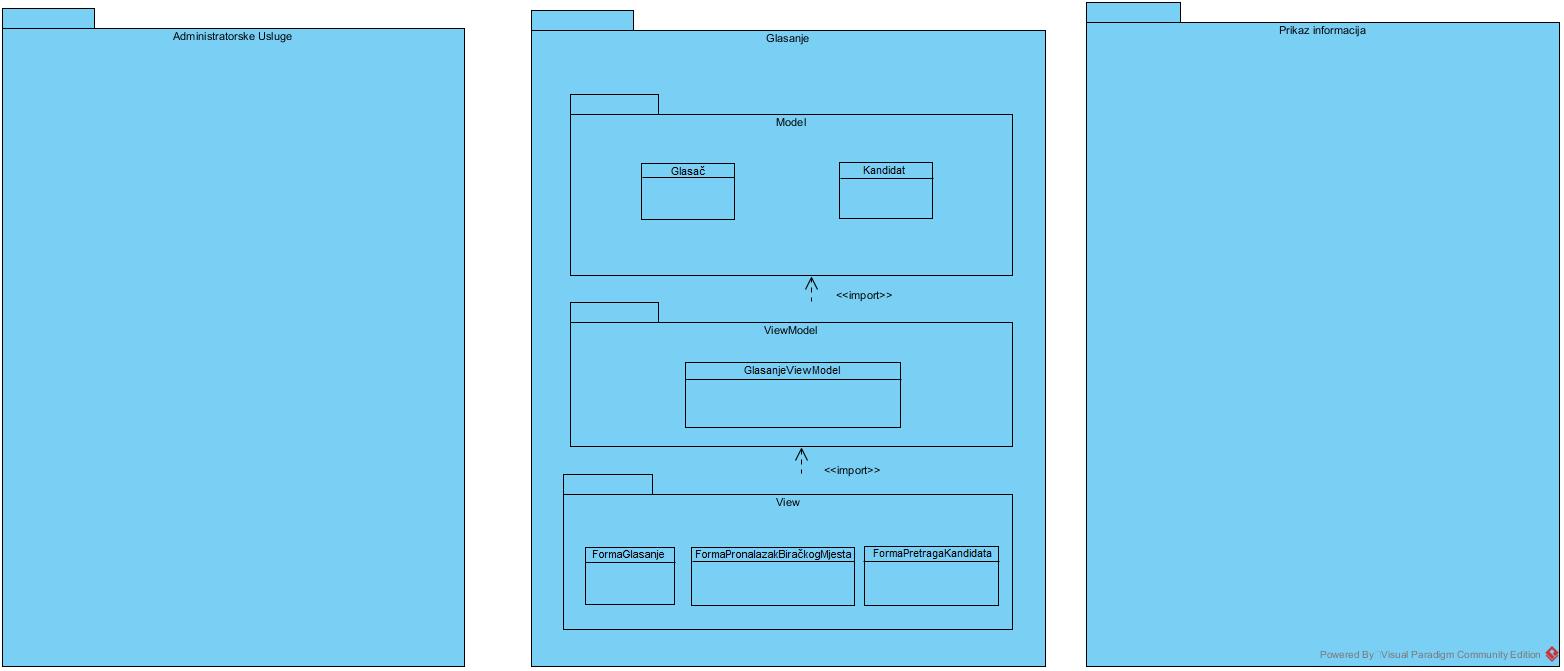 Administratorske Usluge
Glasanje
Prikaz informacija
Model
Glasač
Kandidat
<<import>>
ViewModel
GlasanjeViewModel
<<import>>
View
FormaGlasanje
FormaPronalazakBiračkogMjesta
FormaPretragaKandidata
Powered By Visual Paradigm Community Edition